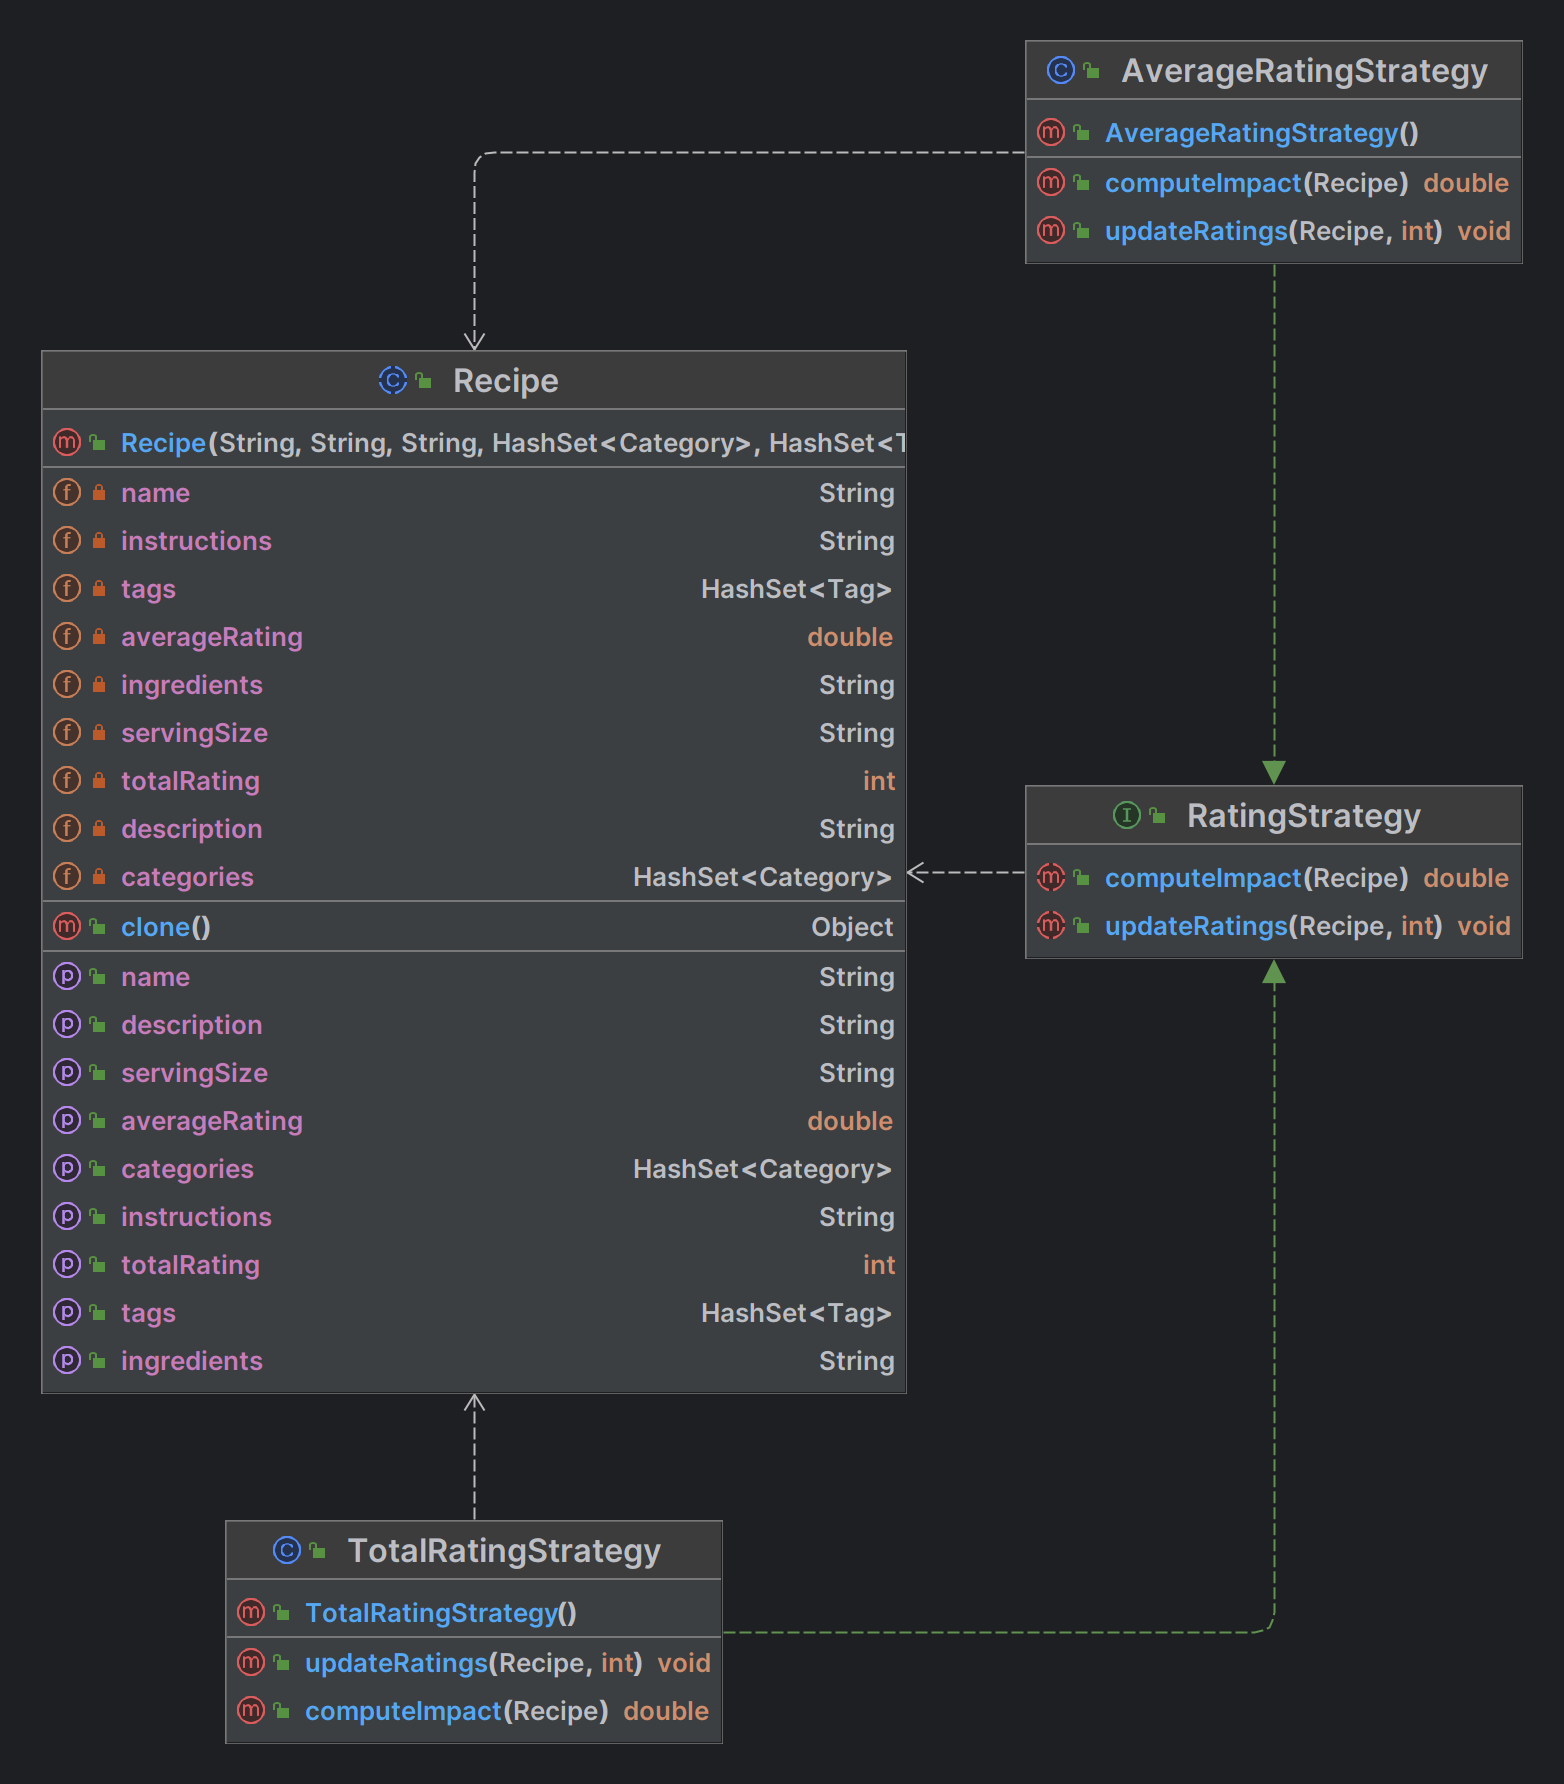 AverageRatingStrategy
AverageRatingStrategy()
computeImpact(Recipe) double
updateRatings(Recipe, int) void
Recipe
Recipe(String, String, String, HashSet<Category>, HashSet<T
name String
instructions String
tags HashSet<Tag>
averageRating double
ingredients String
servingSize String
totalRating int
description String
categories HashSet<Category>
clone() Object
name String
description String
servingSize String
averageRating double
categories HashSet<Category>
instructions String
totalRating int
tags HashSet<Tag>
ingredients String
RatingStrategy
computeImpact(Recipe) double
updateRatings(Recipe, int) void
TotalRatingStrategy
TotalRatingStrategy()
updateRatings(Recipe, int) void
computeImpact(Recipe) double